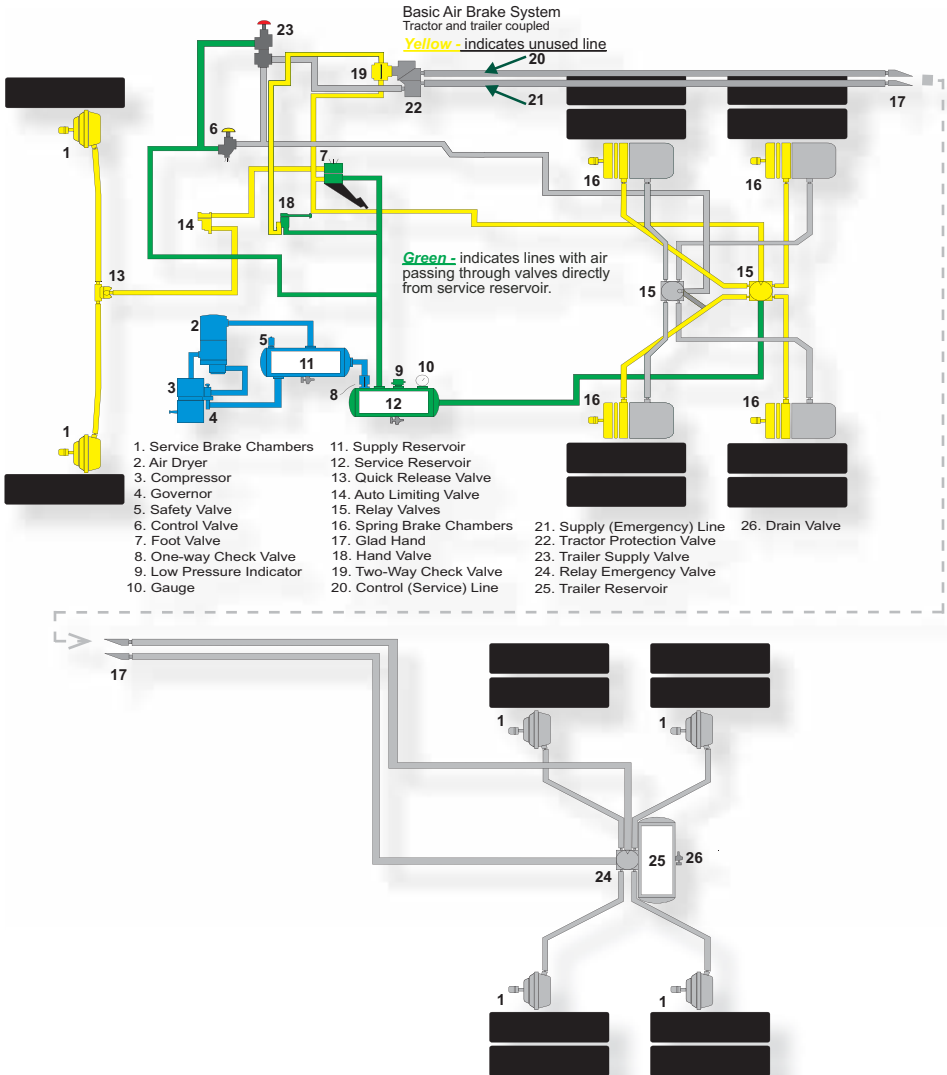 Basic Air Brake System
Tractor and trailer coupled
Yellow - indicates unused line
23
20
19
22
21
17
1
6
7
16
16
14
18
Green - indicates lines with air
passing through valves directly
from service reservoir.
13
15
15
2
5
11
9
10
3
8
12
4
16
16
1
1. Service Brake Chambers
2. Air Dryer
3. Compressor
4. Governor
5. Safety Valve
6. Control Valve
7. Foot Valve
8. One-way Check Valve
9. Low Pressure Indicator
10. Gauge
11. Supply Reservoir
12. Service Reservoir
13. Quick Release Valve
14. Auto Limiting Valve
15. Relay Valves
16. Spring Brake Chambers
17. Glad Hand
18. Hand Valve
19. Two-Way Check Valve
20. Control (Service) Line
21. Supply (Emergency) Line
22. Tractor Protection Valve
23. Trailer Supply Valve
24. Relay Emergency Valve
25. Trailer Reservoir
26. Drain Valve
17
1
1
24
25
26
1
1